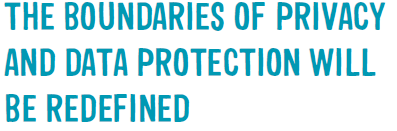 THE BOUNDARIES OF PRIVACY
AND DATA PROTECTION WILL
BE REDEFINED